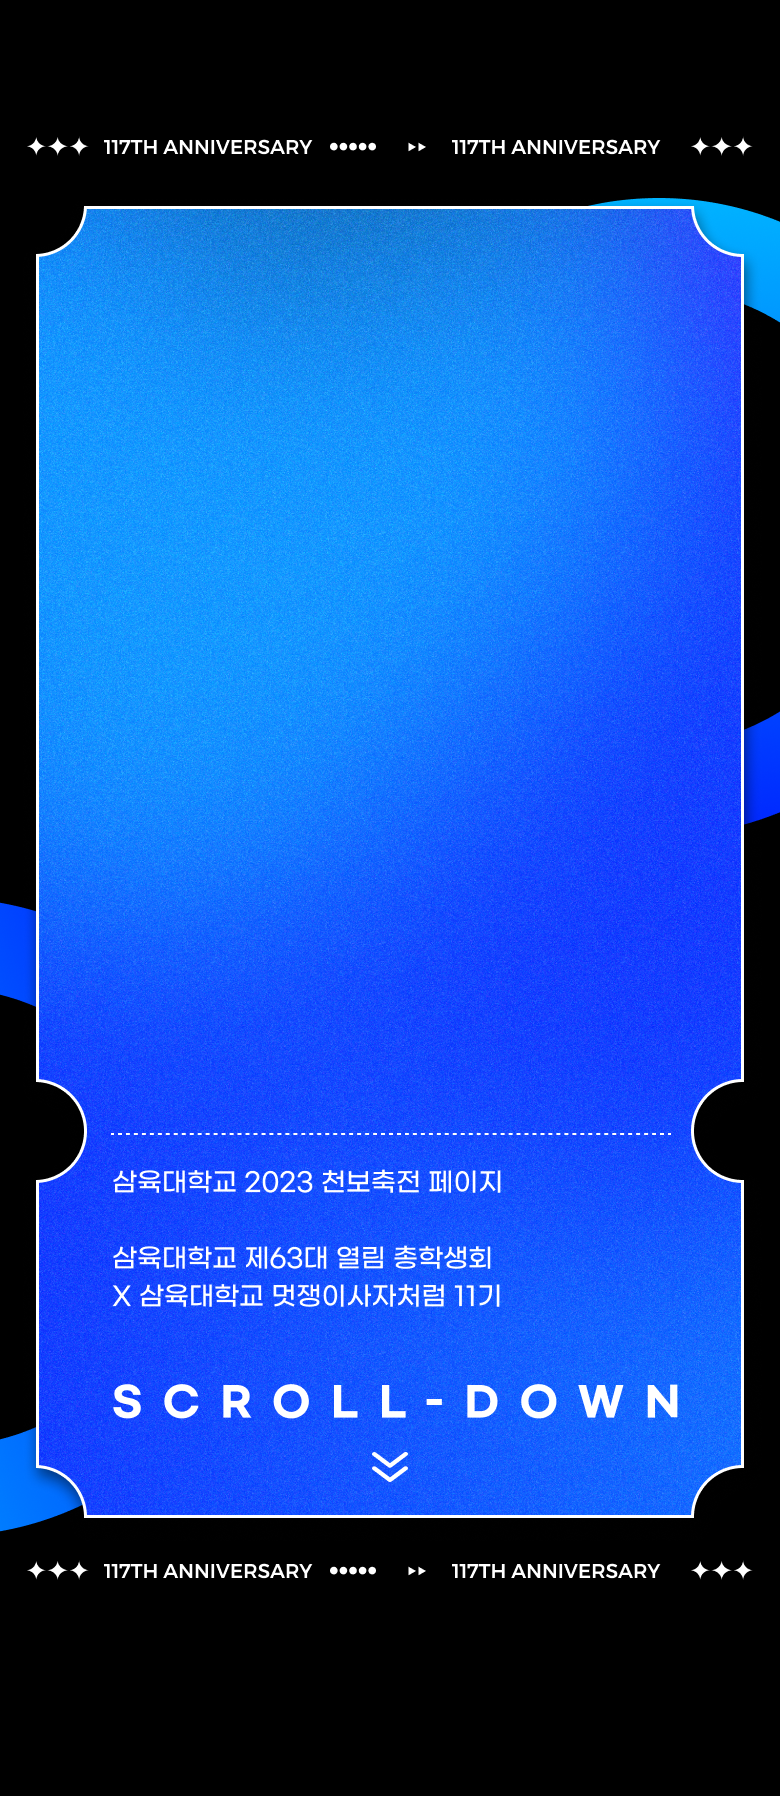 117TH ANNIVERSARY 117TH ANNIVERSARY
삼육대학교 2023 천보축전 페이지
삼육대학교 제63대 열림 총학생회
X 삼육대학교 멋쟁이사자처럼 11기
SCROLL-DOWN
117TH ANNIVERSARY 117TH ANNIVERSARY